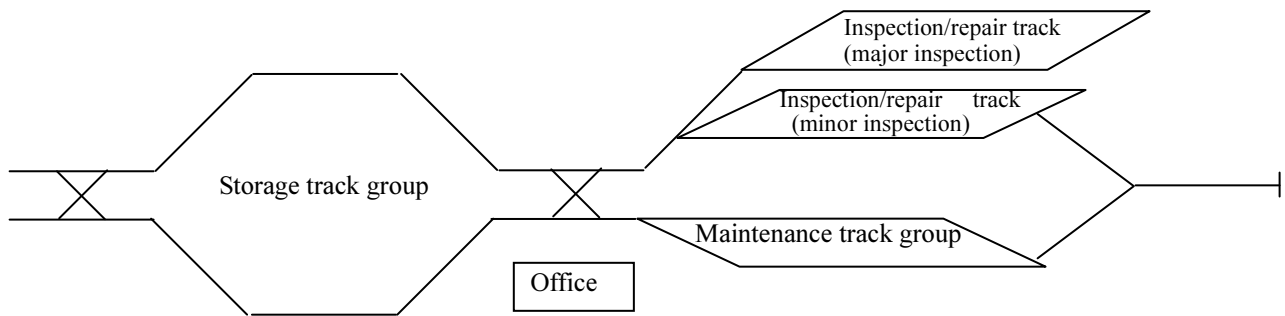 Inspection/repair track
(major inspection)
Inspection/repair track
(minor inspection)
Storage track group
Maintenance track group
Office